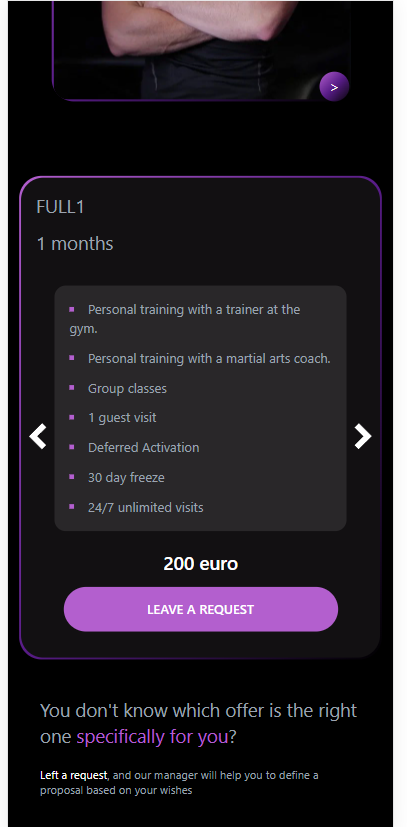 >
FULL1
1 months
Personal training with a trainer at the
gym.
Personal training with a martial arts coach.
Group classes
1 guest visit
Deferred Activation
30 day freeze
24/7 unlimited visits
200 euro
LEAVE A REQUEST
You don't know which offer is the right
one specifically for you?
Left a request, and our manager will help you to define a
proposal based on your wishes